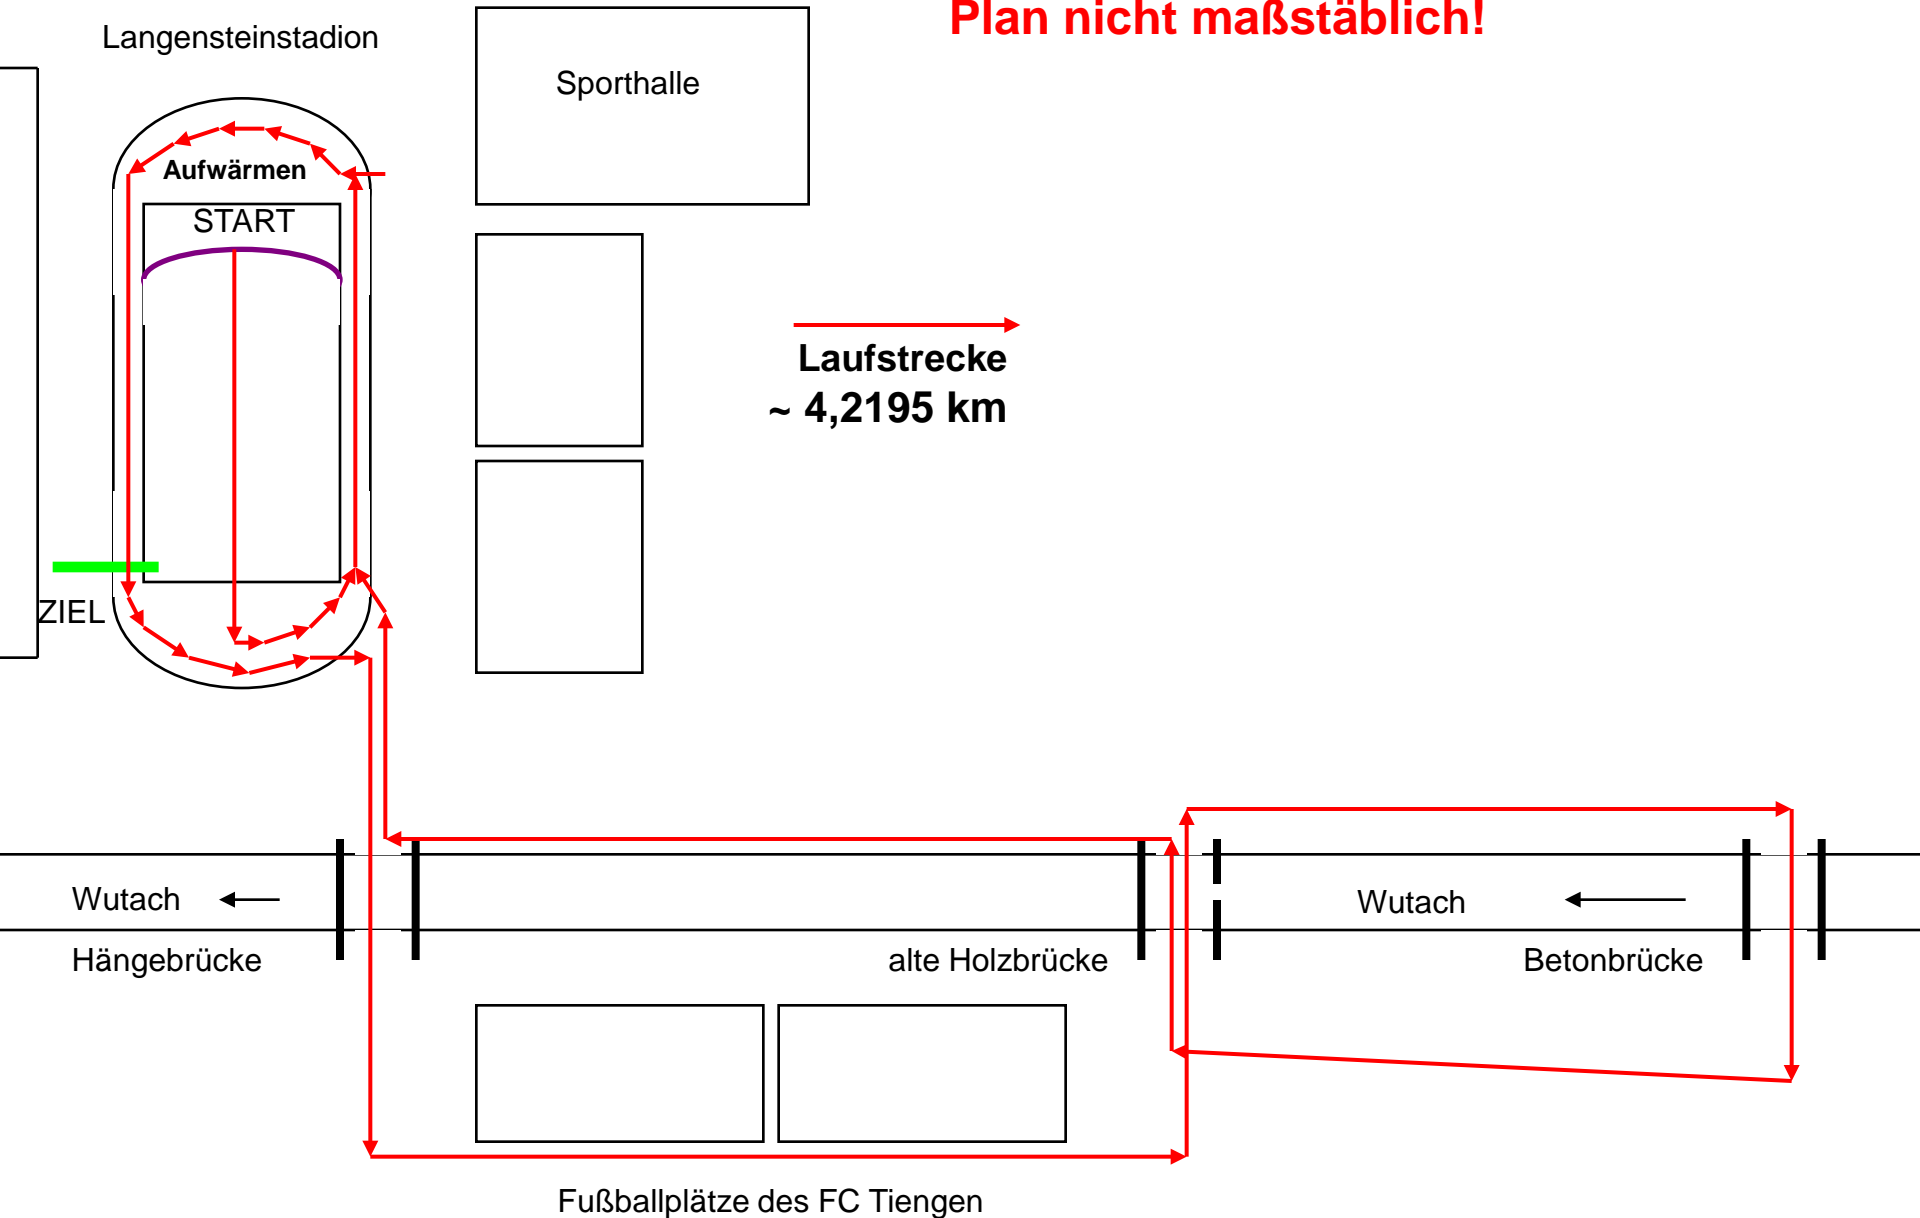 Plan nicht maßstäblich!
Langensteinstadion
Sporthalle
Aufwärmen
START
Laufstrecke
~ 4,2195 km
ZIEL
Wutach
Wutach
Hängebrücke
alte Holzbrücke
Betonbrücke
Fußballplätze des FC Tiengen